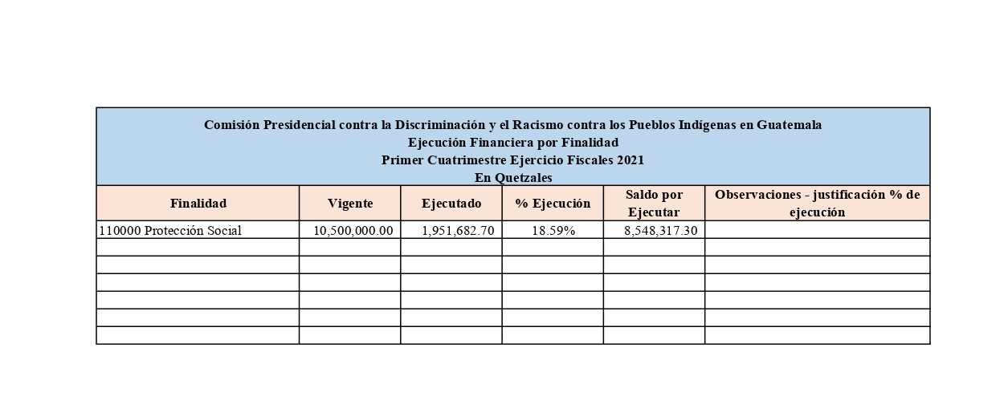 Comisión Presidencial contra la Discriminación y el Racismo contra los Pueblos Indígenas en Guatemala
Ejecución Financiera por Finalidad
Primer Cuatrimestre Ejercicio Fiscales 2021
En Quetzales
Finalidad Vigente Ejecutado % Ejecución Saldo por Ejecutar Observaciones - justificación % de ejecución
110000 Protección Social 10,500,000.00 1,951,682.70 18.59% 8,548,317.30